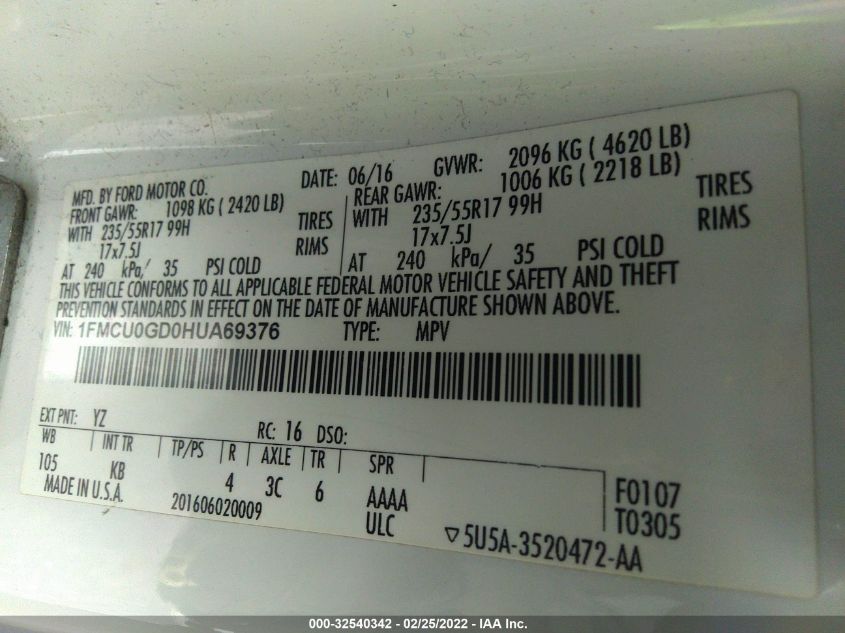 MFD. BY FORD MOTOR CO. DATE: 06/16 GVWR: 2096 KG ( 4620 LB)
FRONT GAWR: 1098 KG ( 2420 LB) REAR GAWR: 1006 KG ( 2218 LB)
WITH 235/55R17 99H TIRES WITH 235/55R17 99H TIRES
17x7.5J RIMS 17x7.5J RIMS
AT 240 kPa/ 35 PSI COLD AT 240 kPa/ 35 PSI COLD
THIS VEHICLE CONFORMS TO ALL APPLICABLE FEDERAL MOTOR VEHICLE SAFETY AND THEFT
PREVENTION STANDARDS IN EFFECT ON THE DATE OF MANUFACTURE SHOWN ABOVE.
VIN: 1FMCU0GD0HUA69376 TYPE: MPV
EXT PNT: YZ RC: 16 DSO:
WB INT TR TP/PS R AXLE TR SPR
105 KB 4 3C 6 AAAA F0107
MADE IN U.S.A. 201606020009 ULC T0305
▽5U5A-3520472-AA
000-32540342 - 02/25/2022 - IAA Inc.